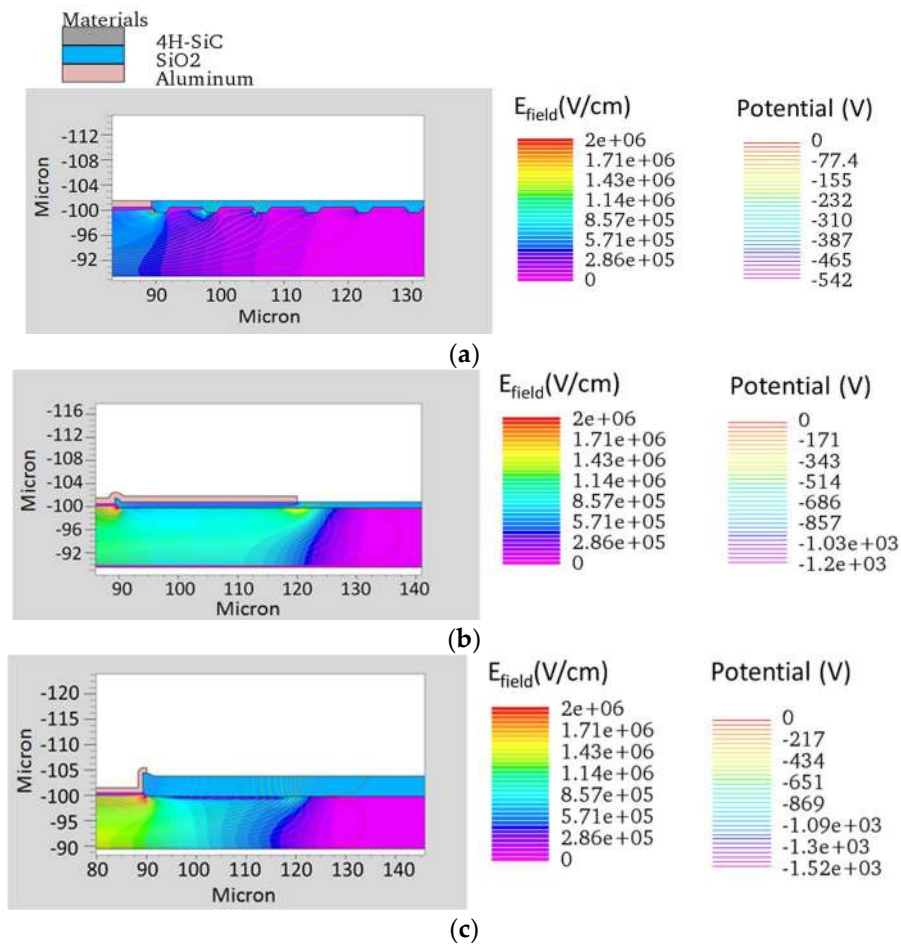 Materials
4H-SiC
SiO2
Aluminum
E_field(V/cm)
2e+06
1.71e+06
1.43e+06
1.14e+06
8.57e+05
5.71e+05
2.86e+05
0
Potential (V)
0
-77.4
-155
-232
-310
-387
-465
-542
Micron
-112
-108
-104
-100
-96
-92
90 100 110 120 130
Micron
(a)
E_field(V/cm)
2e+06
1.71e+06
1.43e+06
1.14e+06
8.57e+05
5.71e+05
2.86e+05
0
Potential (V)
0
-171
-343
-514
-686
-857
-1.03e+03
-1.2e+03
Micron
-116
-112
-108
-104
-100
-96
-92
90 100 110 120 130 140
Micron
(b)
E_field(V/cm)
2e+06
1.71e+06
1.43e+06
1.14e+06
8.57e+05
5.71e+05
2.86e+05
0
Potential (V)
0
-217
-434
-651
-869
-1.09e+03
-1.3e+03
-1.52e+03
Micron
-120
-115
-110
-105
-100
-95
-90
80 90 100 110 120 130 140
Micron
(c)